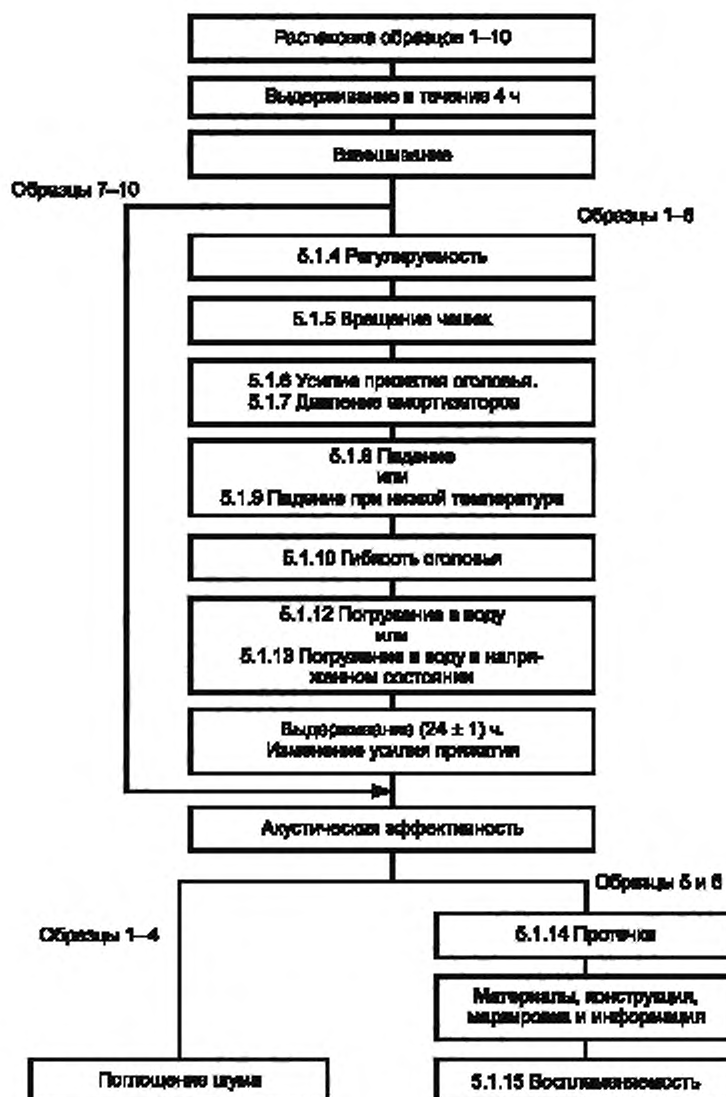 Распаковка образцов 1–10
Выдерживание в течение 4 ч
Взвешивание
Образцы 7–10
Образцы 1–6
5.1.4 Регулируемость
5.1.5 Вращение чашек
5.1.6 Усилие прижатия оголовья.
5.1.7 Давление амортизаторов
5.1.8 Падение
или
5.1.9 Падение при низкой температуре
5.1.10 Гибкость оголовья
5.1.12 Погружение в воду
или
5.1.13 Погружение в воду в напря-
женном состоянии
Выдерживание (24 ± 1) ч.
Изменение усилия прижатия
Акустическая эффективность
Образцы 5 и 6
Образцы 1–4
5.1.14 Протечка
Материалы, конструкция,
маркировка и информация
Поглощение шума
5.1.15 Воспламеняемость